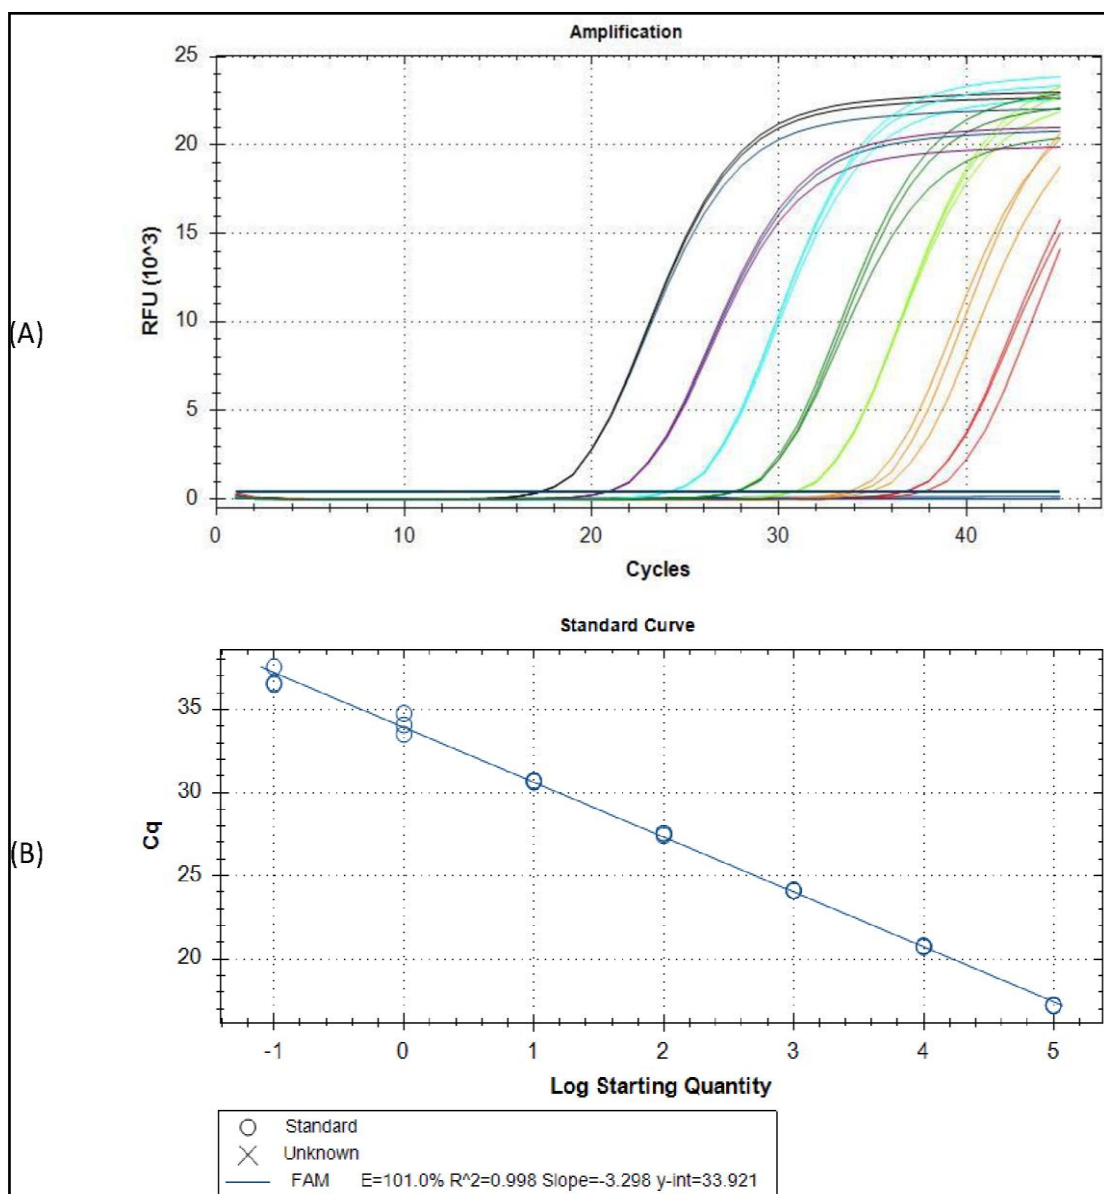 Amplification
25
20
15
10
5
0
RFU (10^3)
(A)
0 10 20 30 40
Cycles
Standard Curve
35
30
25
20
Cq
(B)
-1 0 1 2 3 4 5
Log Starting Quantity
Standard
Unknown
FAM E=101.0% R^2=0.998 Slope=-3.298 y-int=33.921